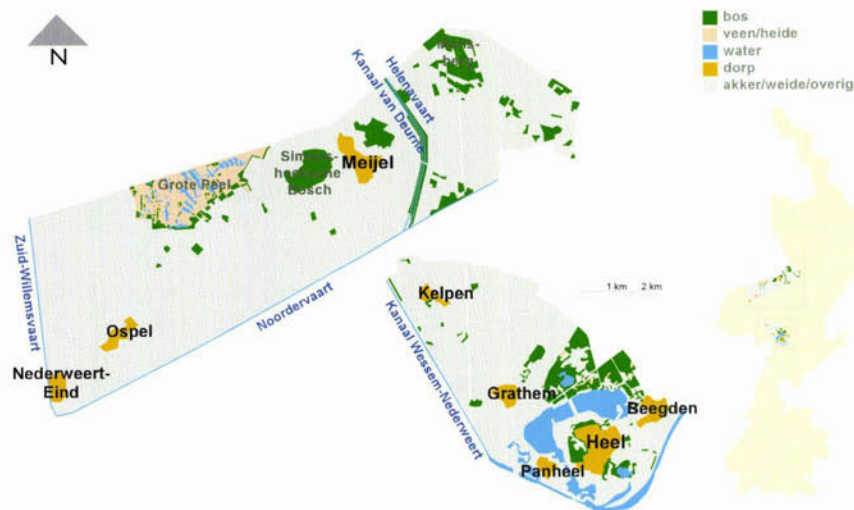 N
bos
veen/heide
water
dorp
akker/weide/overig
Helenavaart
Kanaal van Deurne
Meijel
Bosch
Grote Peel
Zuid-Willemsvaart
Noordervaart
Ospel
Nederweert-
Eind
1 km 2 km
Kelpen
Kanaal Wessem-Nederweert
Grathem
Beegden
Heel
Panheel